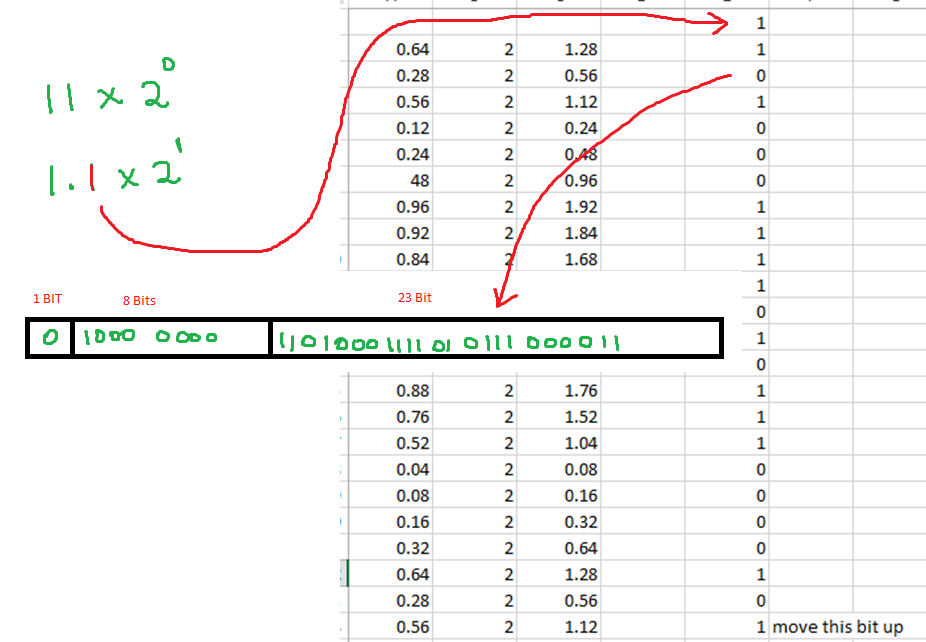 11 x 2^0
1.1 x 2^1
1
0.64 2 1.28 1
0.28 2 0.56 0
0.56 2 1.12 1
0.12 2 0.24 0
0.24 2 0.48 0
48 2 0.96 0
0.96 2 1.92 1
0.92 2 1.84 1
0.84 2 1.68 1
1
0
1
0
1 BIT
8 Bits
23 Bit
0
1000 0000
11010001111 01 0111 000011
0.88 2 1.76 1
0.76 2 1.52 1
0.52 2 1.04 1
0.04 2 0.08 0
0.08 2 0.16 0
0.16 2 0.32 0
0.32 2 0.64 0
0.64 2 1.28 1
0.28 2 0.56 0
0.56 2 1.12 1 move this bit up